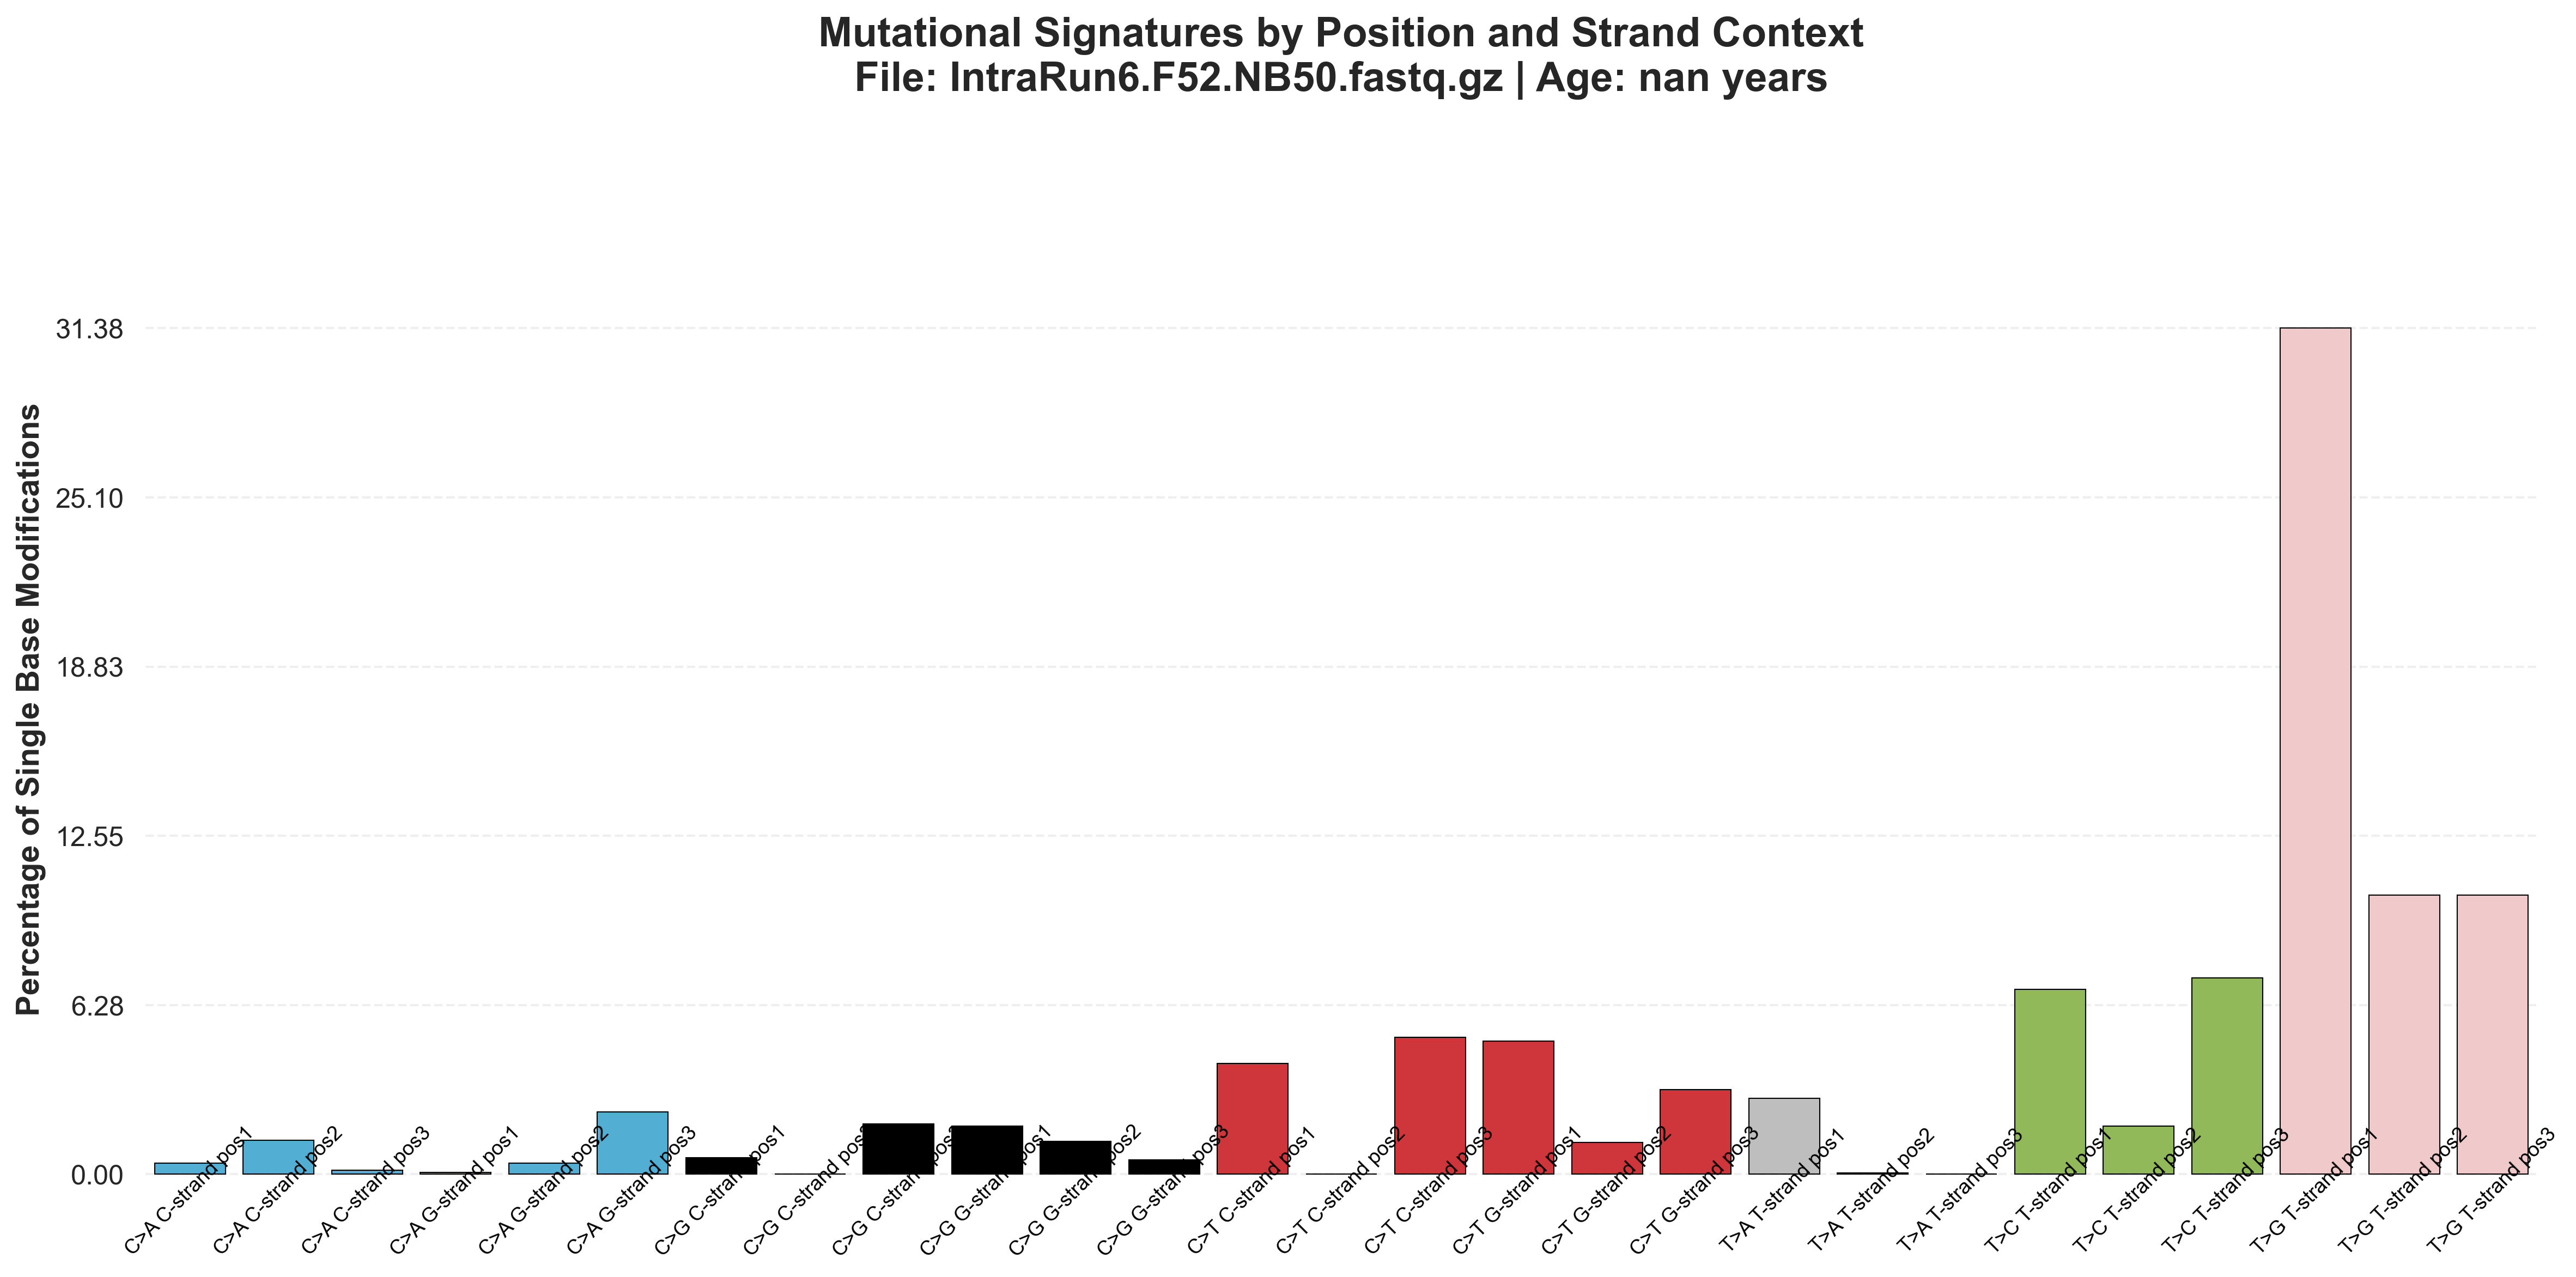 Mutational Signatures by Position and Strand Context
File: IntraRun6.F52.NB50.fastq.gz | Age: nan years
Percentage of Single Base Modifications
31.38
25.10
18.83
12.55
6.28
0.00
C>A C-strand pos1
C>A C-strand pos2
C>A C-strand pos3
C>A G-strand pos1
C>A G-strand pos2
C>A G-strand pos3
C>G C-strand pos1
C>G C-strand pos2
C>G C-strand pos3
C>G G-strand pos1
C>G G-strand pos2
C>G G-strand pos3
C>T C-strand pos1
C>T C-strand pos2
C>T C-strand pos3
C>T G-strand pos1
C>T G-strand pos2
C>T G-strand pos3
T>A T-strand pos1
T>A T-strand pos2
T>A T-strand pos3
T>C T-strand pos1
T>C T-strand pos2
T>C T-strand pos3
T>G T-strand pos1
T>G T-strand pos2
T>G T-strand pos3